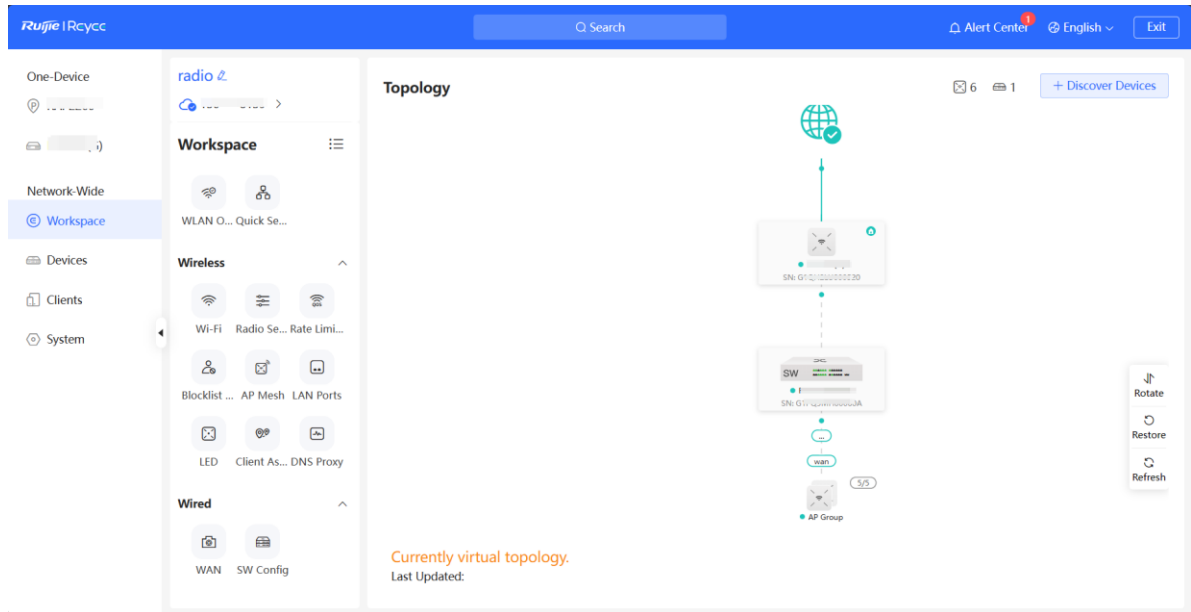 Ruijie | Rcycc
Search
Alert Center
1
English
Exit
One-Device
Network-Wide
Workspace
Devices
Clients
System
radio
Workspace
WLAN O... Quick Se...
Wireless
Wi-Fi Radio Se... Rate Limi...
Blocklist ... AP Mesh LAN Ports
LED Client As... DNS Proxy
Wired
WAN SW Config
Topology
6 1 + Discover Devices
SN:
SW
SN:
...
wan
5/5
AP Group
Rotate
Restore
Refresh
Currently virtual topology.
Last Updated: